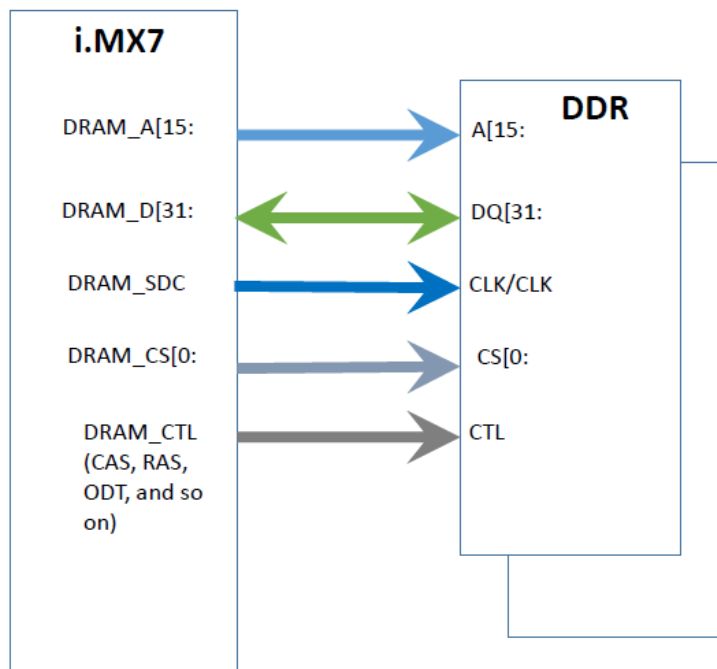 i.MX7
DRAM_A[15:
DRAM_D[31:
DRAM_SDC
DRAM_CS[0:
DRAM_CTL
(CAS, RAS,
ODT, and so
on)
DDR
A[15:
DQ[31:
CLK/CLK
CS[0:
CTL